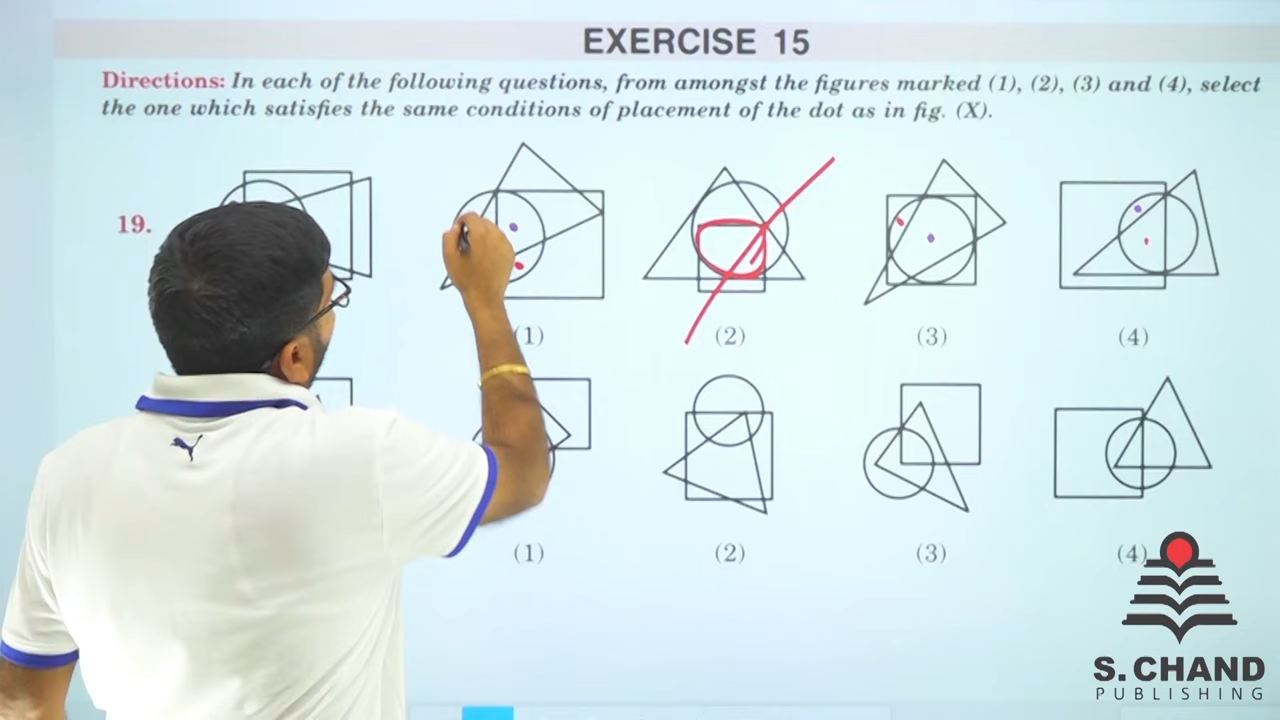 EXERCISE 15
Directions: In each of the following questions, from amongst the figures marked (1), (2), (3) and (4), select
the one which satisfies the same conditions of placement of the dot as in fig. (X).
19.
(1)
(2)
(3)
(4)
(1)
(2)
(3)
(4)
S. CHAND
PUBLISHING